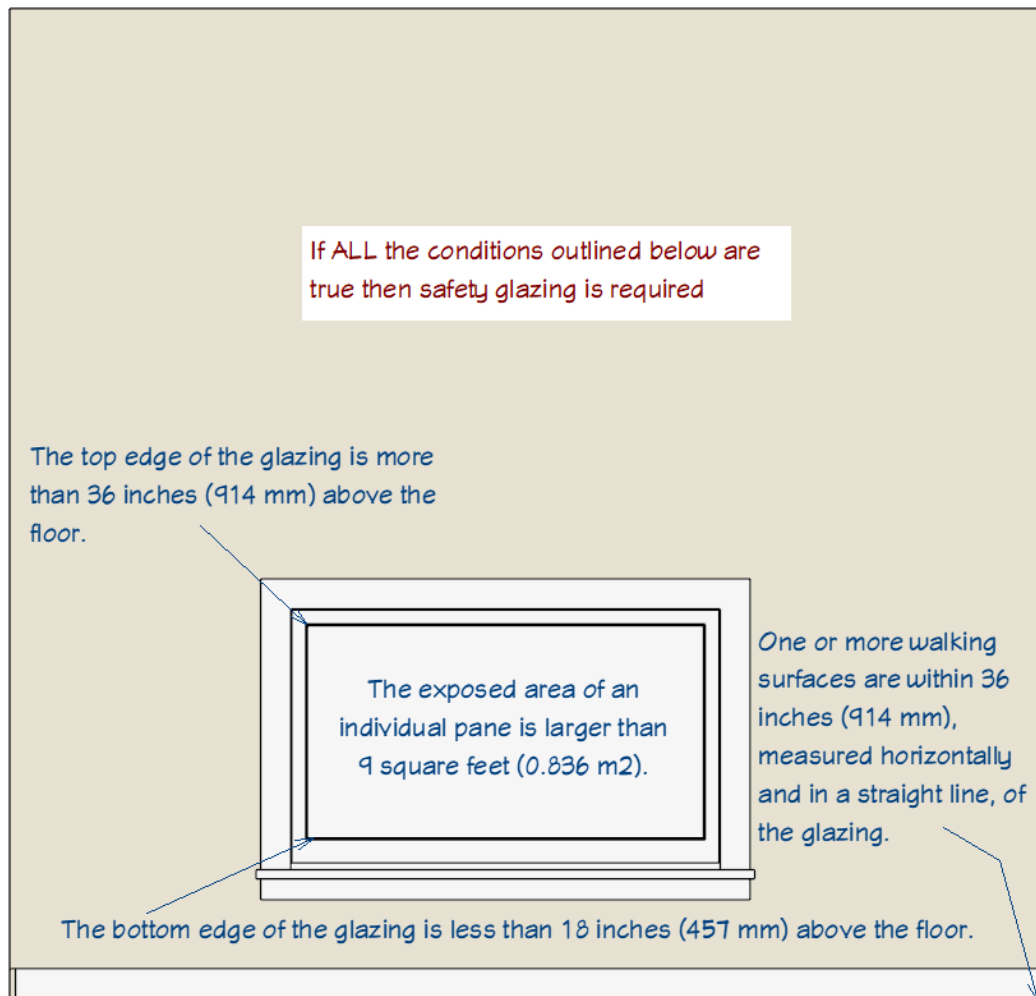 If ALL the conditions outlined below are
true then safety glazing is required
The top edge of the glazing is more
than 36 inches (914 mm) above the
floor.
The exposed area of an
individual pane is larger than
9 square feet (0.836 m2).
One or more walking
surfaces are within 36
inches (914 mm),
measured horizontally
and in a straight line, of
the glazing.
The bottom edge of the glazing is less than 18 inches (457 mm) above the floor.